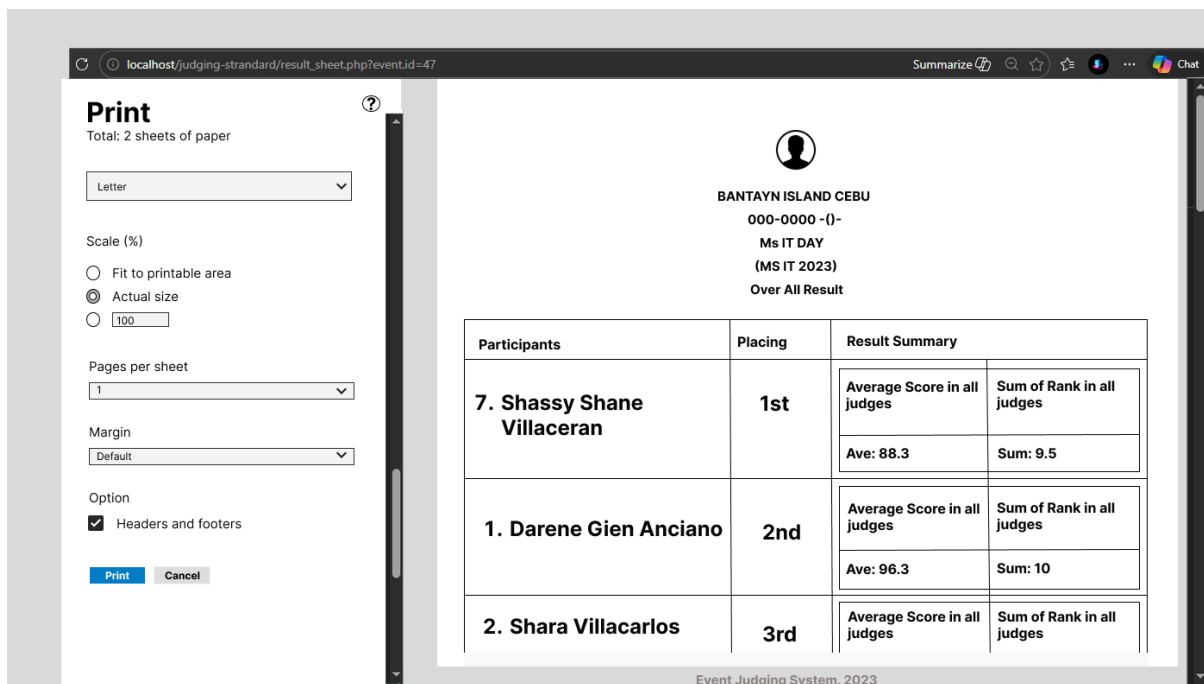 localhost/judging-strandard/result_sheet.php?event.id=47
Summarize
Chat
Print
?
Total: 2 sheets of paper
Letter
Scale (%)
Fit to printable area
Actual size
100
Pages per sheet
1
Margin
Default
Option
Headers and footers
Print Cancel
BANTAYN ISLAND CEBU
000-0000 -()-
Ms IT DAY
(MS IT 2023)
Over All Result
Participants Placing Result Summary
7. Shassy Shane
Villaceran
1st
Average Score in all
judges
Sum of Rank in all
judges
Ave: 88.3 Sum: 9.5
1. Darene Gien Anciano
2nd
Average Score in all
judges
Sum of Rank in all
judges
Ave: 96.3 Sum: 10
2. Shara Villacarlos
3rd
Average Score in all
judges
Sum of Rank in all
judges
Event Judging System, 2023